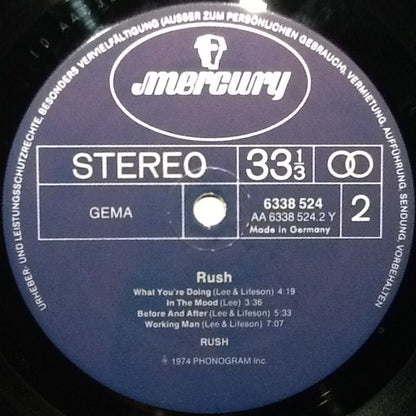 URHEBER- UND LEISTUNGSSCHUTZRECHTE, BESONDERS VERVIELFÄLTIGUNG (AUSSER ZUM PERSÖNLICHEN GEBRAUCH), VERMIETUNG, AUFFÜHRUNG, SENDUNG, VORBEHALTEN
mercury
STEREO 33 1/3
GEMA
6338 524
AA 6338 524.2 Y
Made in Germany
2
Rush
What You're Doing (Lee & Lifeson) 4:19
In The Mood (Lee) 3:36
Before And After (Lee & Lifeson) 5:33
Working Man (Lee & Lifeson) 7:07
RUSH
℗ 1974 PHONOGRAM inc.